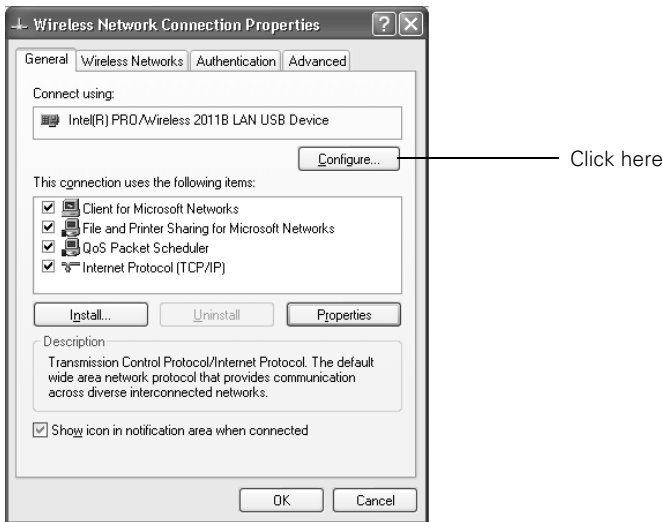 Wireless Network Connection Properties
General Wireless Networks Authentication Advanced
Connect using:
Intel(R) PRO/Wireless 2011B LAN USB Device
Configure...
Click here
This connection uses the following items:
Client for Microsoft Networks
File and Printer Sharing for Microsoft Networks
QoS Packet Scheduler
Internet Protocol (TCP/IP)
Install... Uninstall Properties
Description
Transmission Control Protocol/Internet Protocol. The default
wide area network protocol that provides communication
across diverse interconnected networks.
Show icon in notification area when connected
OK Cancel